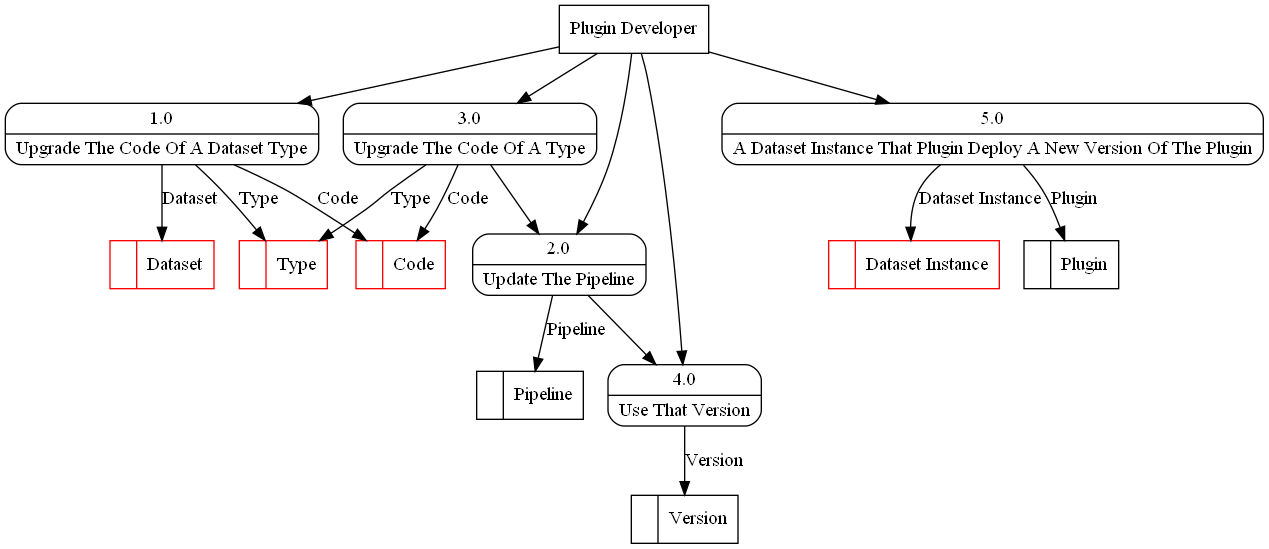 Plugin Developer
1.0
Upgrade The Code Of A Dataset Type
3.0
Upgrade The Code Of A Type
5.0
A Dataset Instance That Plugin Deploy A New Version Of The Plugin
Dataset
Type
Code
Type
Code
Dataset Instance
Plugin
Dataset
Type
Code
2.0
Update The Pipeline
Dataset Instance
Plugin
Pipeline
Pipeline
4.0
Use That Version
Version
Version